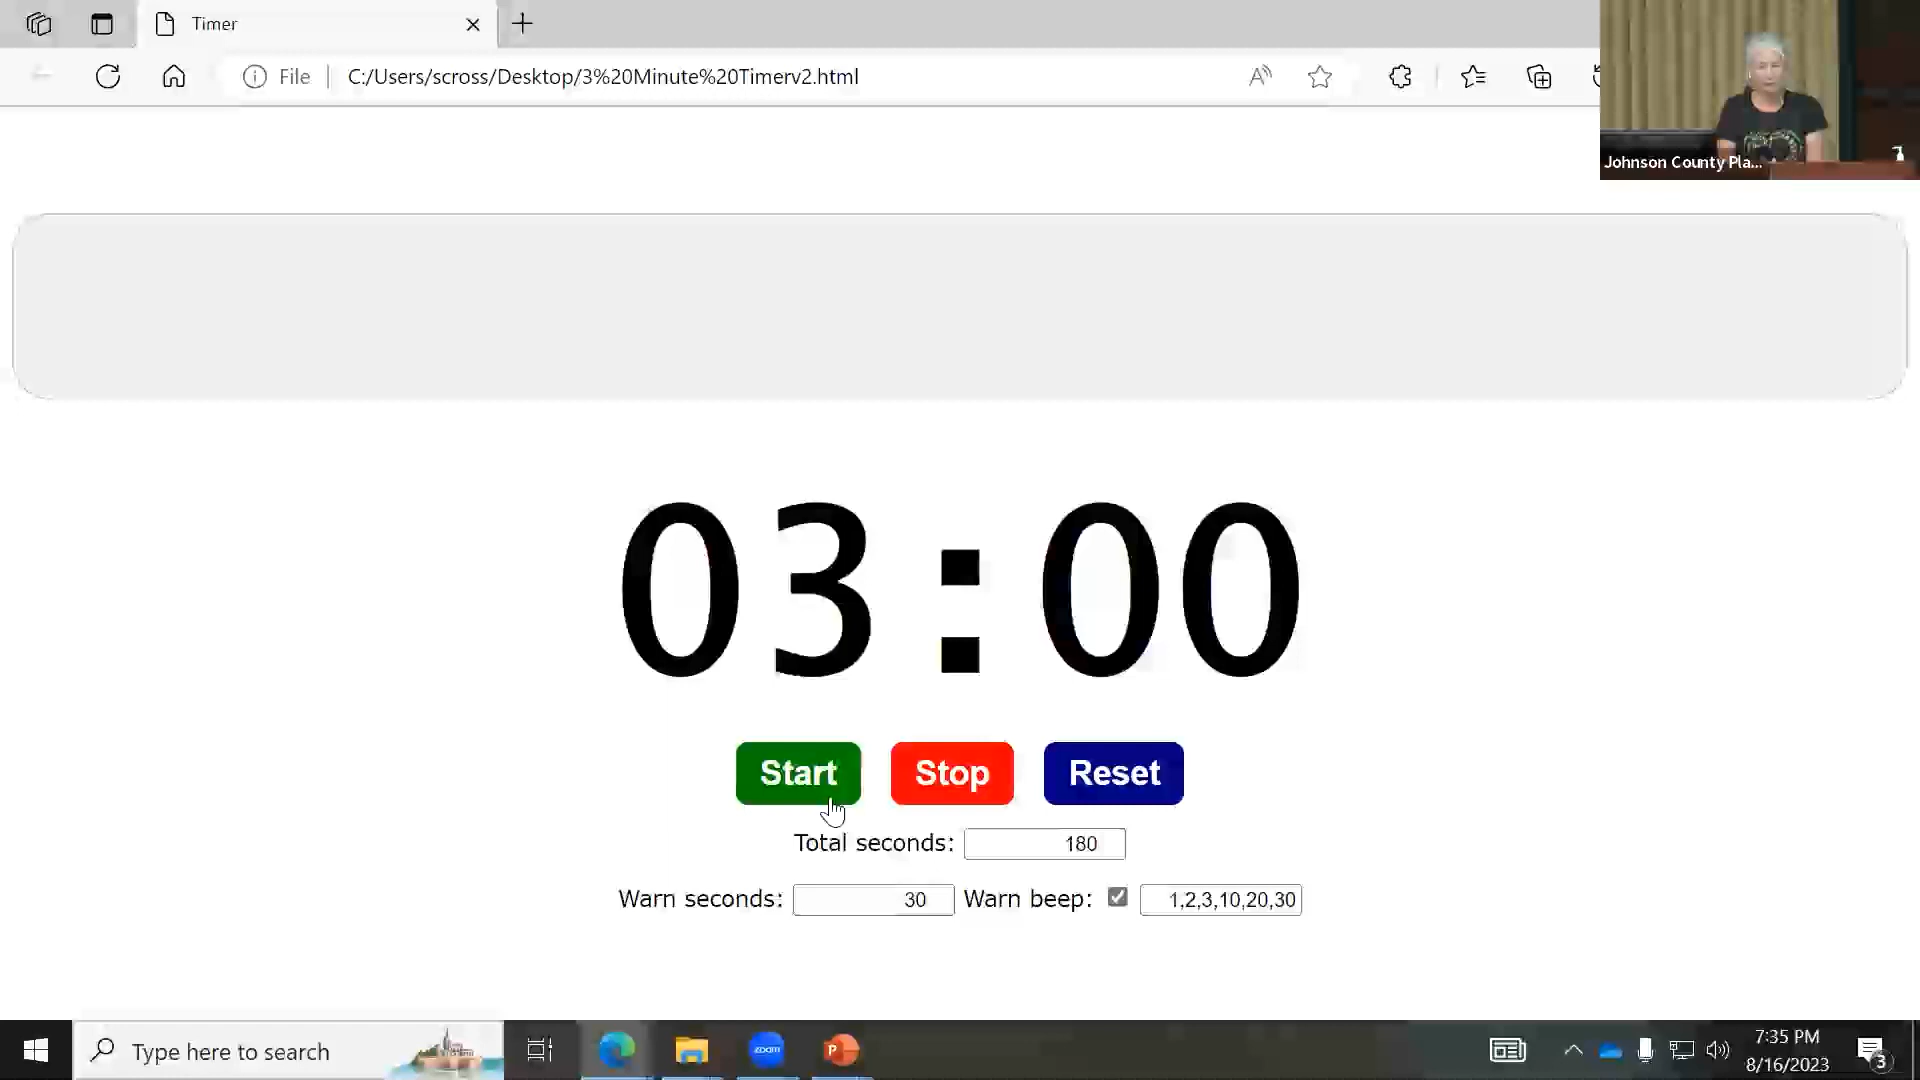 Timer
File
C:/Users/scross/Desktop/3%20Minute%20Timerv2.html
Johnson County Pla...
03:00
Start
Stop
Reset
Total seconds: 180
Warn seconds: 30 Warn beep: 1,2,3,10,20,30
Type here to search
zoom
P
7:35 PM
8/16/2023
3